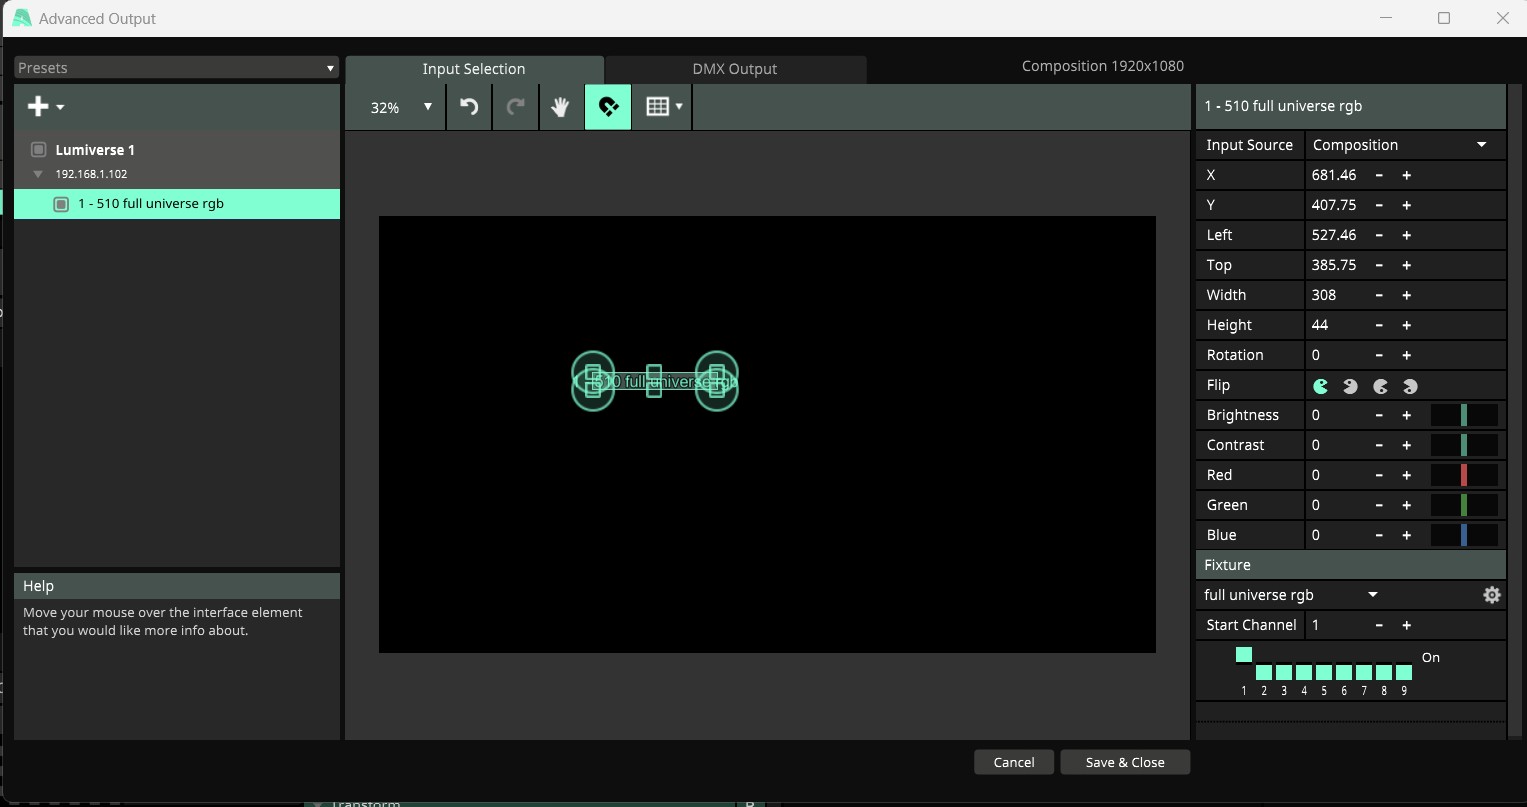 Advanced Output
Presets
Input Selection
DMX Output
Composition 1920x1080
32%
1 - 510 full universe rgb
Lumiverse 1
192.168.1.102
1 - 510 full universe rgb
510 full universe rgb
Input Source Composition
X 681.46 - +
Y 407.75 - +
Left 527.46 - +
Top 385.75 - +
Width 308 - +
Height 44 - +
Rotation 0 - +
Flip
Brightness 0 - +
Contrast 0 - +
Red 0 - +
Green 0 - +
Blue 0 - +
Fixture
full universe rgb
Start Channel 1 - +
On
1 2 3 4 5 6 7 8 9
Help
Move your mouse over the interface element
that you would like more info about.
Cancel
Save & Close
Transform